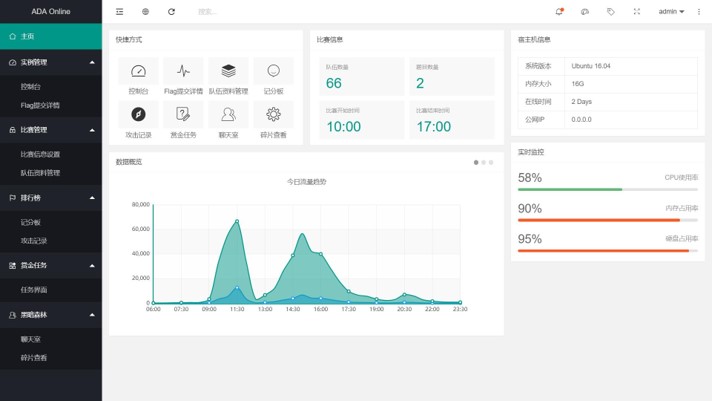 ADA Online
搜索...
admin
主页
实例管理
控制台
Flag提交详情
比赛管理
比赛信息设置
队伍资料管理
排行榜
记分板
攻击记录
赏金任务
任务界面
黑暗森林
聊天室
碎片查看
快捷方式
控制台
Flag提交详情
队伍资料管理
记分板
攻击记录
赏金任务
聊天室
碎片查看
比赛信息
队伍数量
66
题目数量
2
比赛开始时间
10:00
比赛结束时间
17:00
宿主机信息
系统版本 Ubuntu 16.04
内存大小 16G
在线时间 2 Days
公网IP 0.0.0.0
数据概览
今日流量趋势
80,000
60,000
40,000
20,000
0
06:00 07:30 09:00 11:30 13:00 14:30 16:00 17:30 19:00 20:30 22:00 23:30
实时监控
58% CPU使用率
90% 内存占用率
95% 硬盘占用率